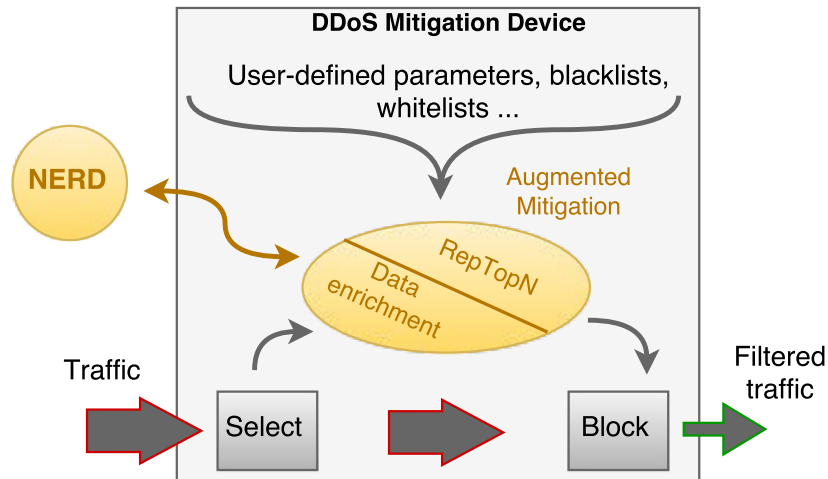 DDoS Mitigation Device
User-defined parameters, blacklists,
whitelists ...
NERD
Augmented
Mitigation
RepTopN
Data
enrichment
Traffic
Select
Block
Filtered
traffic